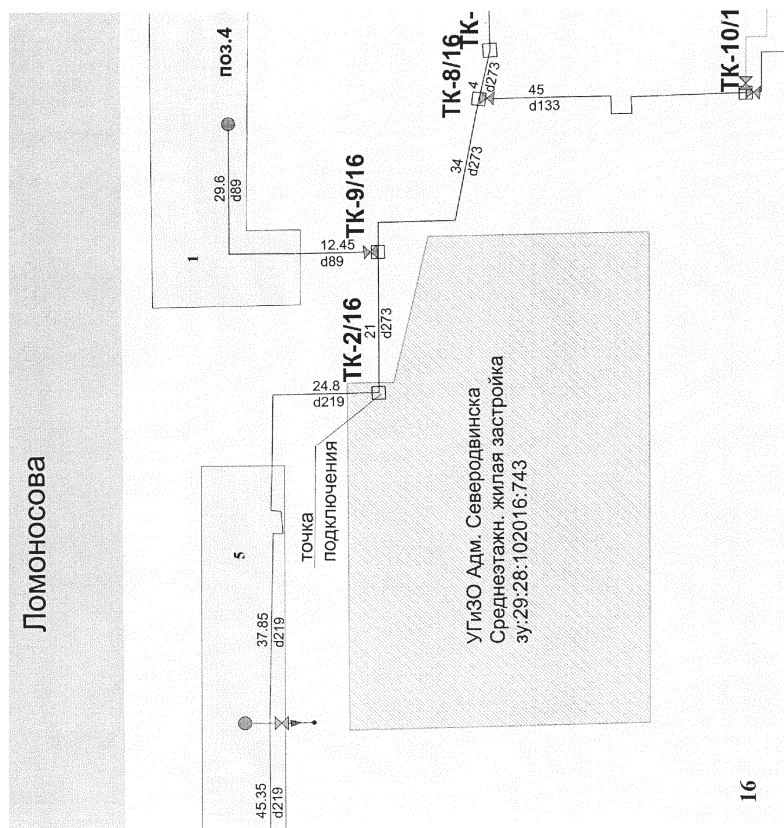 Ломоносова
поз.4
29.6
d89
1
12.45
d89
ТК-9/16
ТК-8/16
ТК-
4
d273
45
d133
ТК-10/1
34
d273
21
d273
ТК-2/16
24.8
d219
точка
подключения
5
37.85
d219
45.35
d219
УГиЗО Адм. Северодвинска
Среднеэтажн. жилая застройка
зу:29:28:102016:743
16